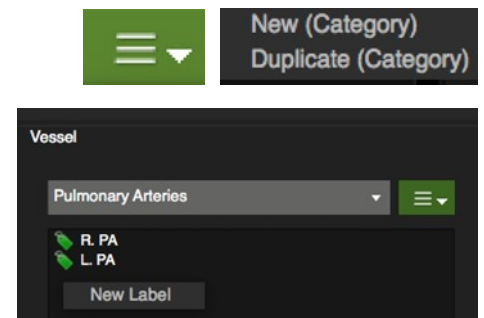 New (Category)
Duplicate (Category)
Vessel
Pulmonary Arteries
R. PA
L. PA
New Label